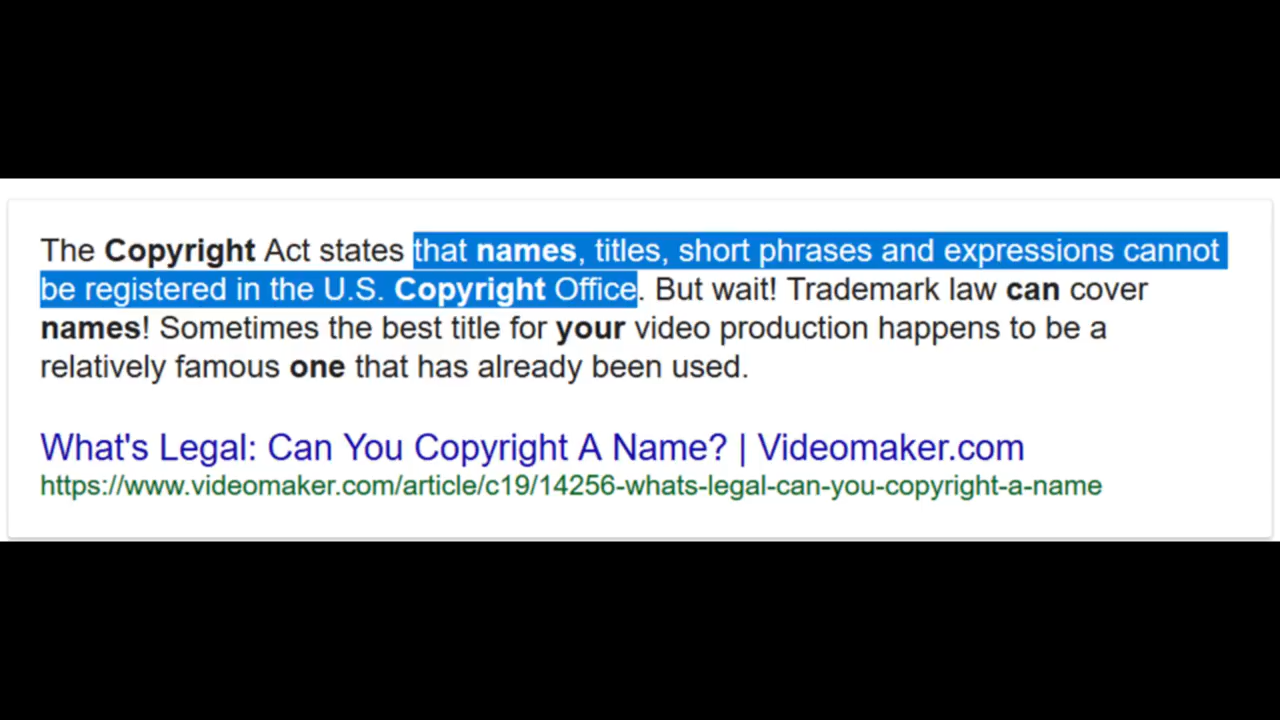 The Copyright Act states that names, titles, short phrases and expressions cannot
be registered in the U.S. Copyright Office. But wait! Trademark law can cover
names! Sometimes the best title for your video production happens to be a
relatively famous one that has already been used.
What's Legal: Can You Copyright A Name? | Videomaker.com
https://www.videomaker.com/article/c19/14256-whats-legal-can-you-copyright-a-name